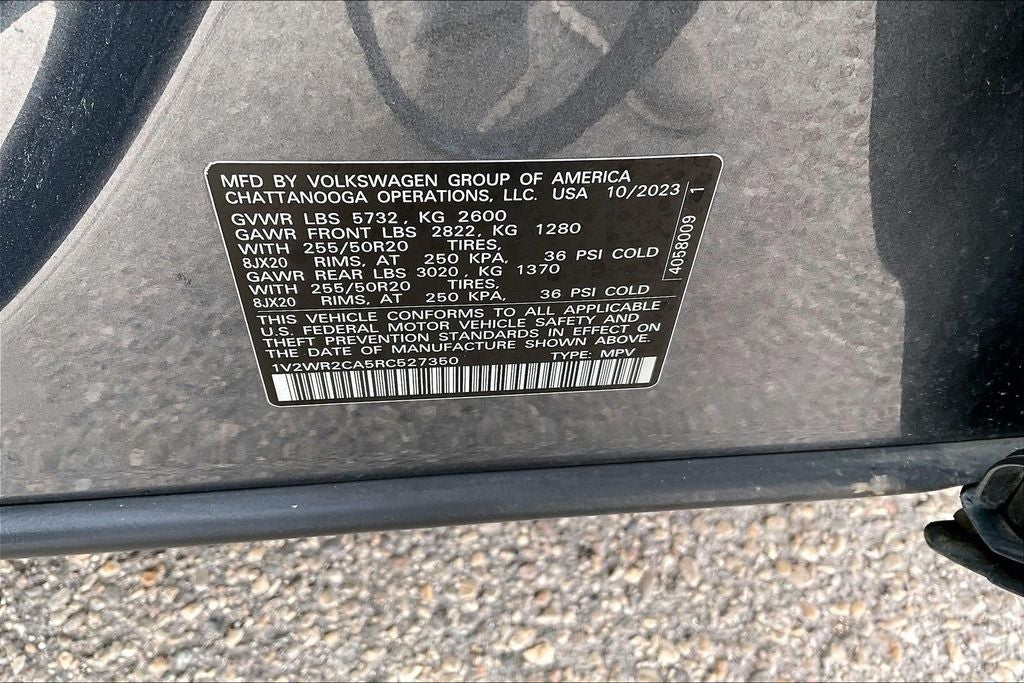 MFD BY VOLKSWAGEN GROUP OF AMERICA
CHATTANOOGA OPERATIONS, LLC. USA 10/2023
GVWR LBS 5732, KG 2600
GAWR FRONT LBS 2822, KG 1280
WITH 255/50R20 TIRES,
8JX20 RIMS, AT 250 KPA, 36 PSI COLD
GAWR REAR LBS 3020, KG 1370
WITH 255/50R20 TIRES,
8JX20 RIMS, AT 250 KPA, 36 PSI COLD
THIS VEHICLE CONFORMS TO ALL APPLICABLE
U.S. FEDERAL MOTOR VEHICLE SAFETY AND
THEFT PREVENTION STANDARDS IN EFFECT ON
THE DATE OF MANUFACTURE SHOWN ABOVE.
1V2WR2CA5RC527350 TYPE: MPV
4058009 1